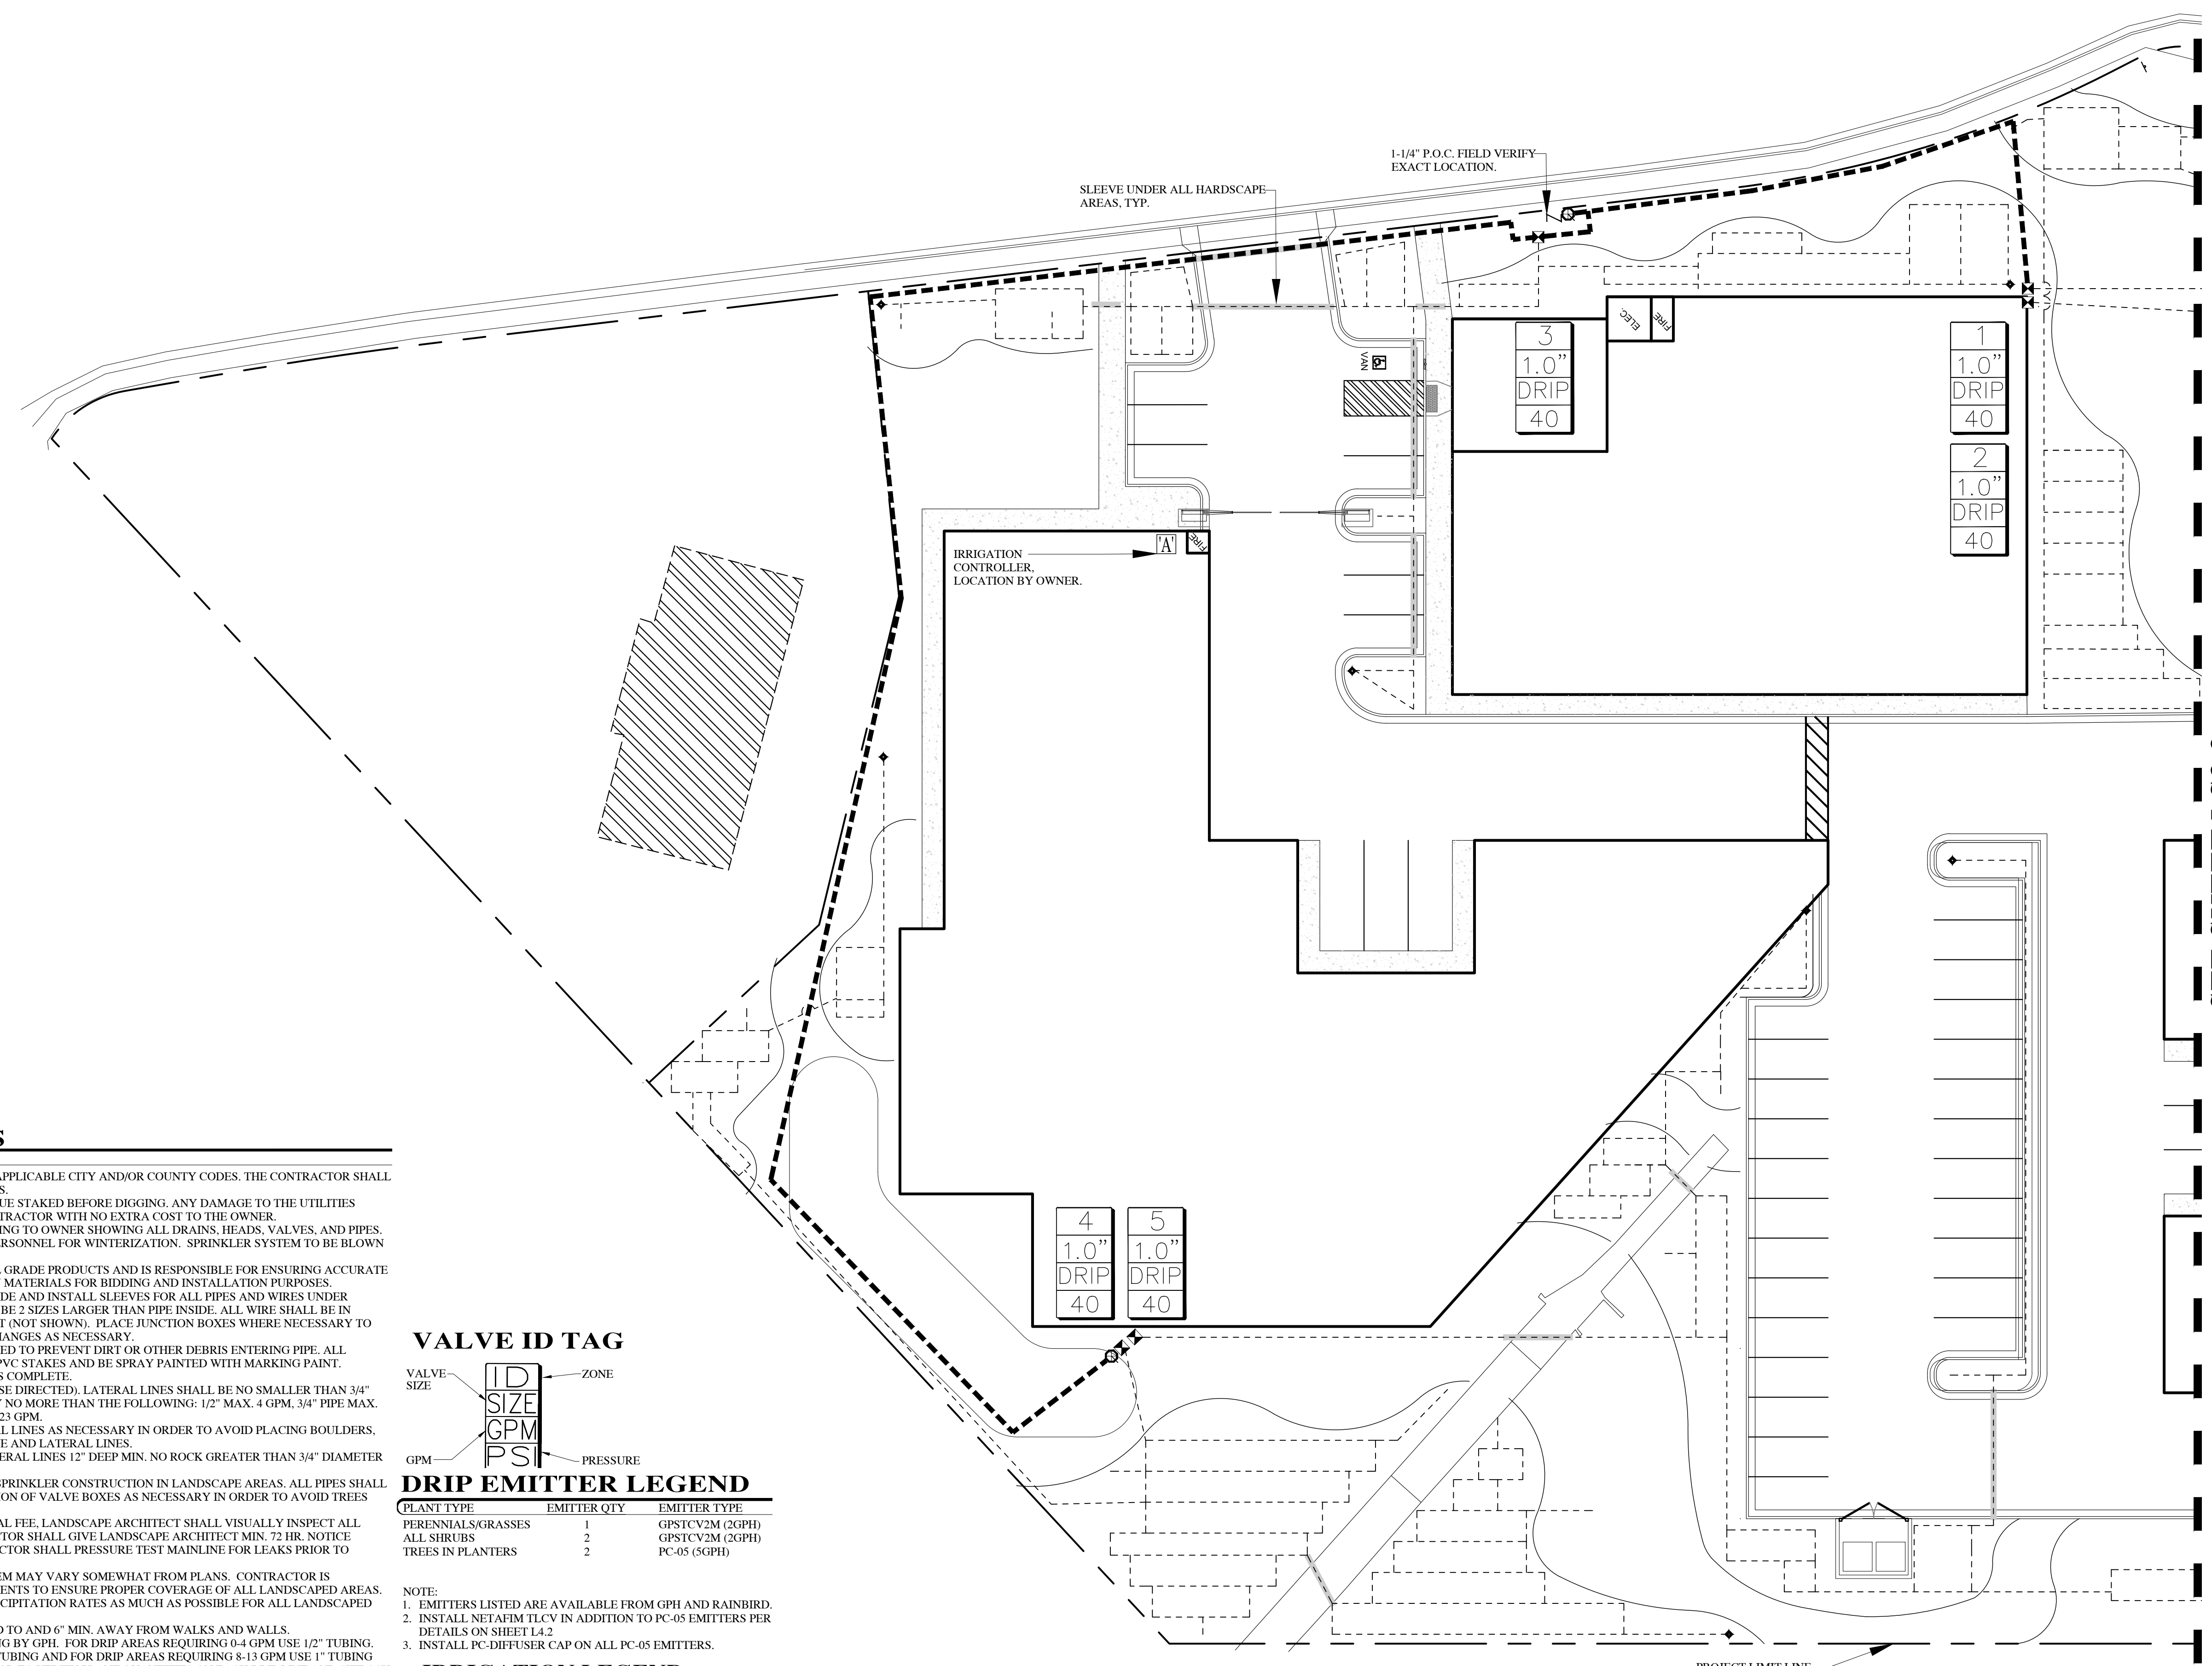 1-1/4" P.O.C. FIELD VERIFY
EXACT LOCATION.
SLEEVE UNDER ALL HARDSCAPE
AREAS, TYP.
ELEC.
FIRE
VAN
3
1.0"
DRIP
40
1
1.0"
DRIP
40
2
1.0"
DRIP
40
IRRIGATION
CONTROLLER,
LOCATION BY OWNER.
'A'
FIRE
4
1.0"
DRIP
40
5
1.0"
DRIP
40
S
APPLICABLE CITY AND/OR COUNTY CODES. THE CONTRACTOR SHALL
S.
UE STAKED BEFORE DIGGING. ANY DAMAGE TO THE UTILITIES
TRACTOR WITH NO EXTRA COST TO THE OWNER.
ING TO OWNER SHOWING ALL DRAINS, HEADS, VALVES, AND PIPES.
ERSONNEL FOR WINTERIZATION. SPRINKLER SYSTEM TO BE BLOWN
GRADE PRODUCTS AND IS RESPONSIBLE FOR ENSURING ACCURATE
MATERIALS FOR BIDDING AND INSTALLATION PURPOSES.
DE AND INSTALL SLEEVES FOR ALL PIPES AND WIRES UNDER
BE 2 SIZES LARGER THAN PIPE INSIDE. ALL WIRE SHALL BE IN
T (NOT SHOWN). PLACE JUNCTION BOXES WHERE NECESSARY TO
HANGES AS NECESSARY.
ED TO PREVENT DIRT OR OTHER DEBRIS ENTERING PIPE. ALL
PVC STAKES AND BE SPRAY PAINTED WITH MARKING PAINT.
S COMPLETE.
SE DIRECTED). LATERAL LINES SHALL BE NO SMALLER THAN 3/4"
Y NO MORE THAN THE FOLLOWING: 1/2" MAX. 4 GPM, 3/4" PIPE MAX.
23 GPM.
L LINES AS NECESSARY IN ORDER TO AVOID PLACING BOULDERS,
E AND LATERAL LINES.
ERAL LINES 12" DEEP MIN. NO ROCK GREATER THAN 3/4" DIAMETER
SPRINKLER CONSTRUCTION IN LANDSCAPE AREAS. ALL PIPES SHALL
ION OF VALVE BOXES AS NECESSARY IN ORDER TO AVOID TREES
AL FEE, LANDSCAPE ARCHITECT SHALL VISUALLY INSPECT ALL
TOR SHALL GIVE LANDSCAPE ARCHITECT MIN. 72 HR. NOTICE
CTOR SHALL PRESSURE TEST MAINLINE FOR LEAKS PRIOR TO
EM MAY VARY SOMEWHAT FROM PLANS. CONTRACTOR IS
ENTS TO ENSURE PROPER COVERAGE OF ALL LANDSCAPED AREAS.
CIPITATION RATES AS MUCH AS POSSIBLE FOR ALL LANDSCAPED
D TO AND 6" MIN. AWAY FROM WALKS AND WALLS.
NG BY GPH. FOR DRIP AREAS REQUIRING 0-4 GPM USE 1/2" TUBING.
TUBING AND FOR DRIP AREAS REQUIRING 8-13 GPM USE 1" TUBING
VALVE ID TAG
VALVE
SIZE
ID
SIZE
GPM
PSI
ZONE
GPM
PRESSURE
DRIP EMITTER LEGEND
PLANT TYPE EMITTER QTY EMITTER TYPE
PERENNIALS/GRASSES 1 GPSTCV2M (2GPH)
ALL SHRUBS 2 GPSTCV2M (2GPH)
TREES IN PLANTERS 2 PC-05 (5GPH)
NOTE:
1. EMITTERS LISTED ARE AVAILABLE FROM GPH AND RAINBIRD.
2. INSTALL NETAFIM TLCV IN ADDITION TO PC-05 EMITTERS PER
DETAILS ON SHEET L4.2
3. INSTALL PC-DIFFUSER CAP ON ALL PC-05 EMITTERS.
IRRIGATION LEGEND
PROJECT LIMIT LINE